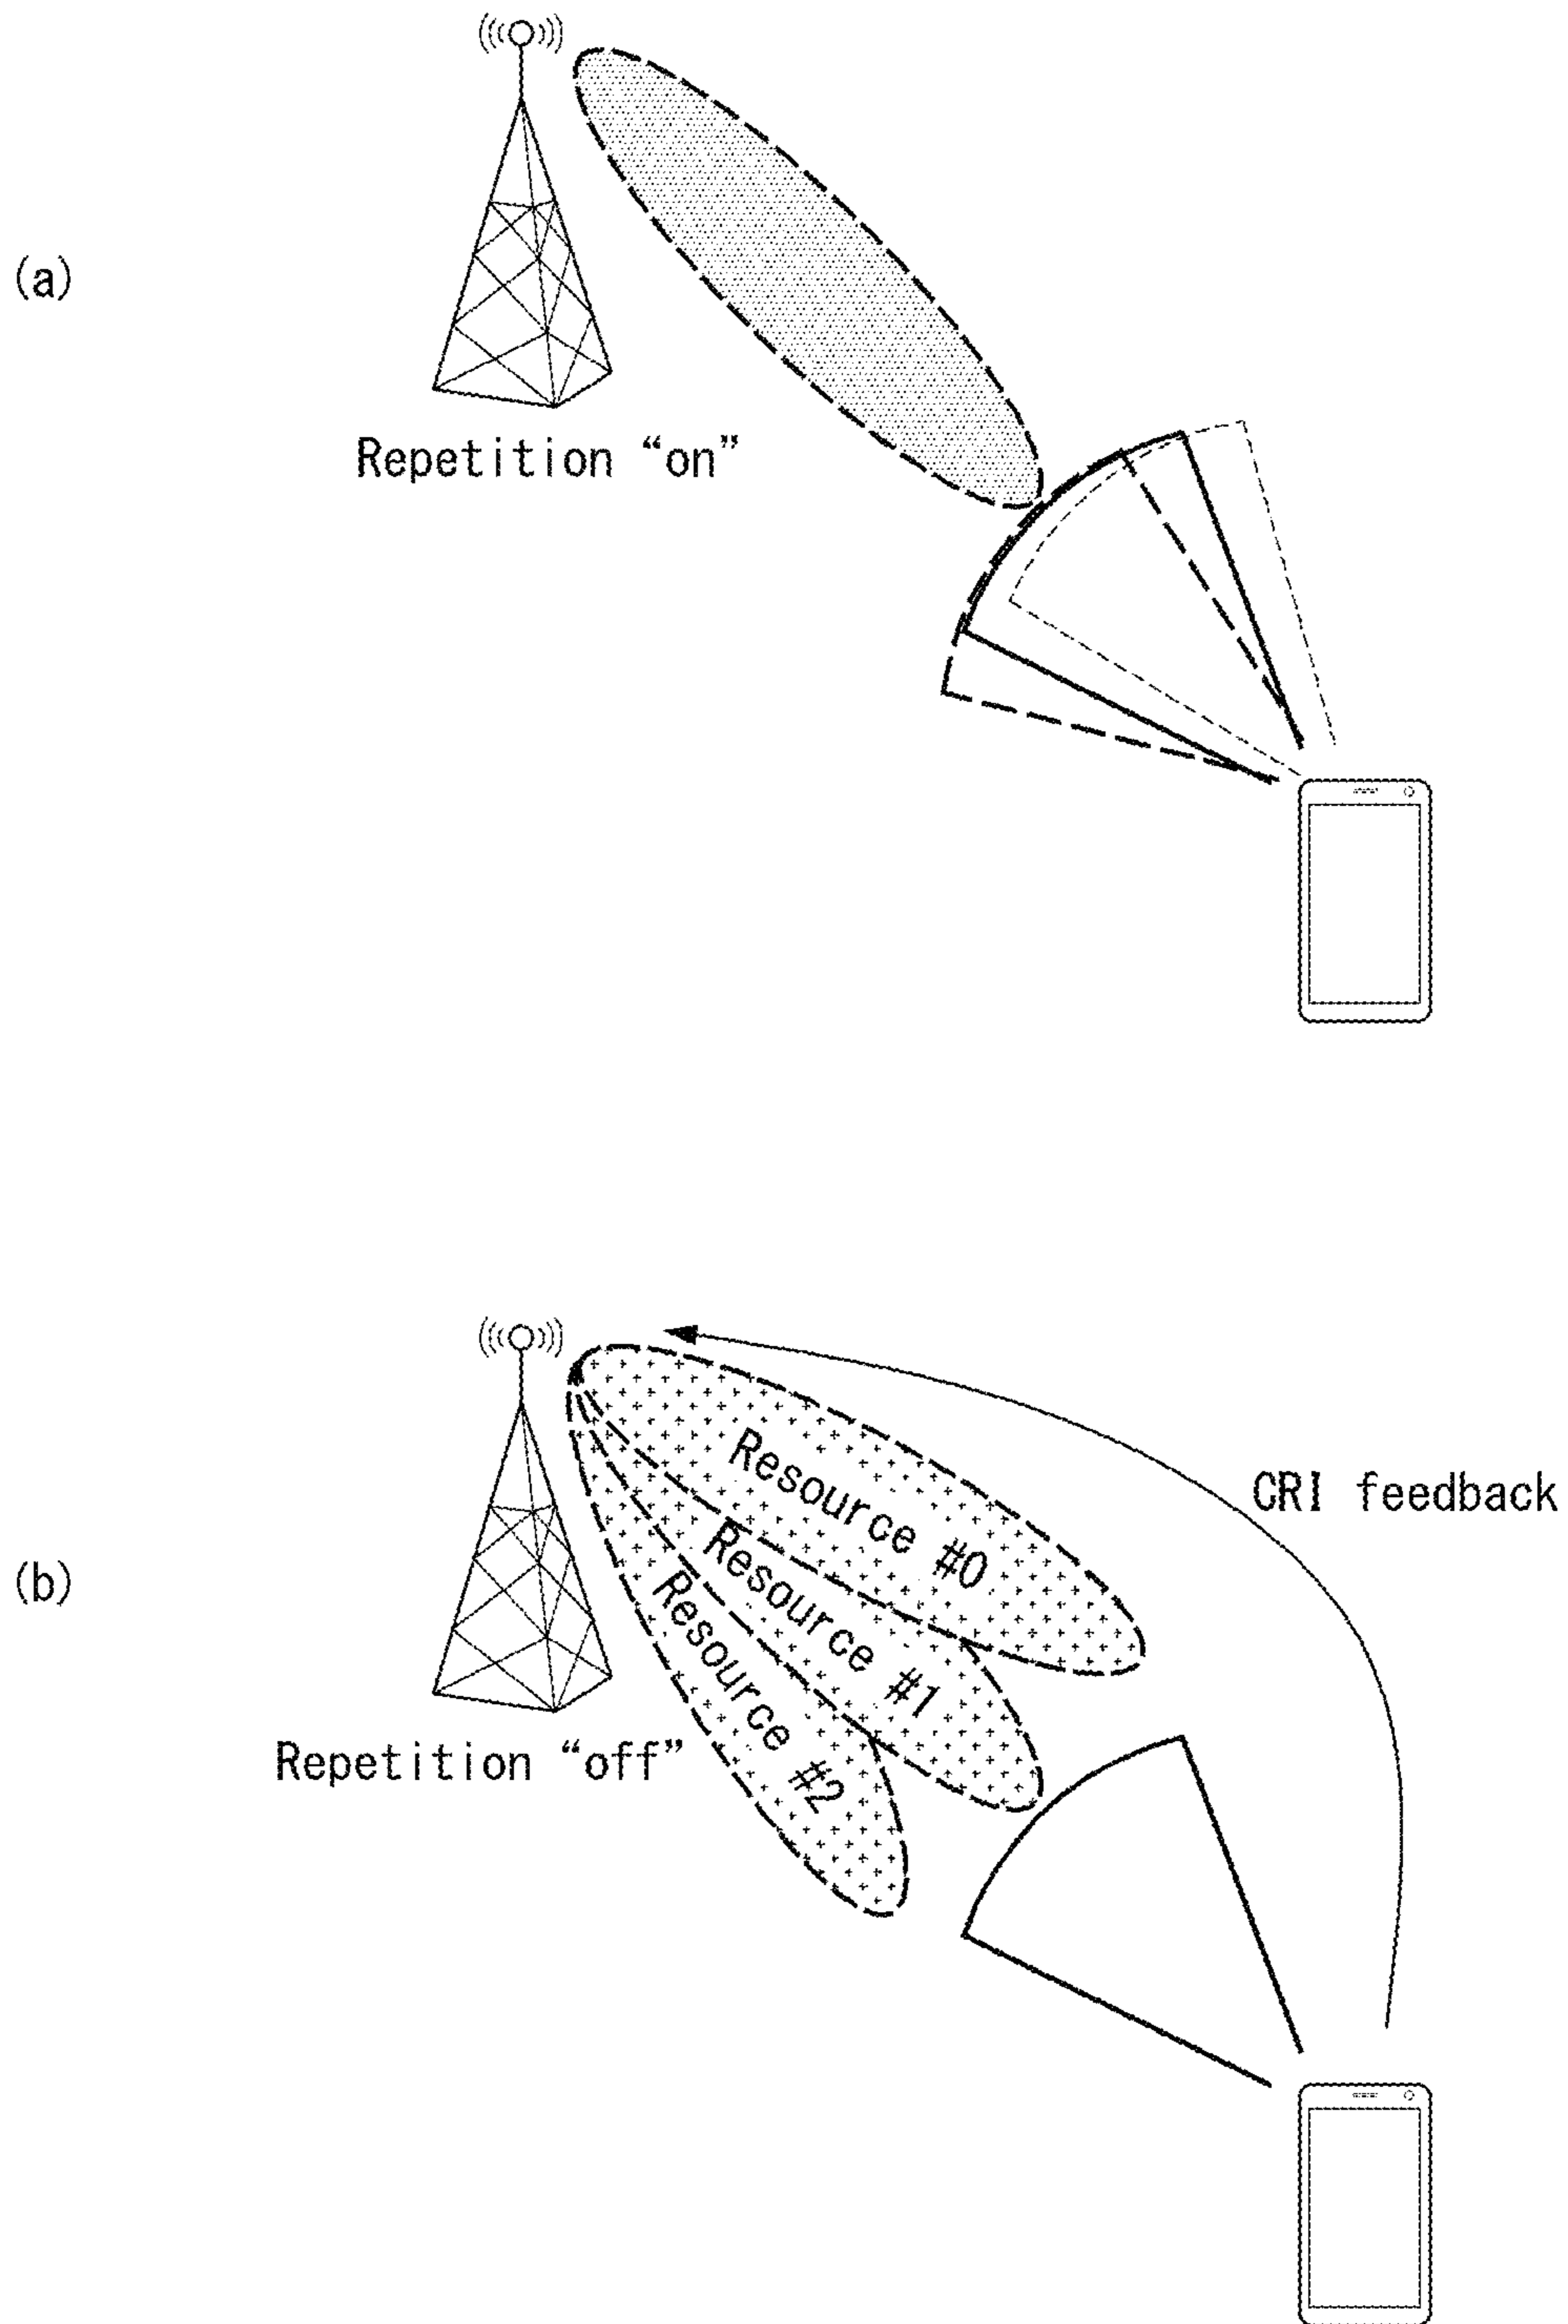 (a)
Repetition “on”
CRI feedback
Resource #0
Resource #1
Resource #2
(b)
Repetition “off”